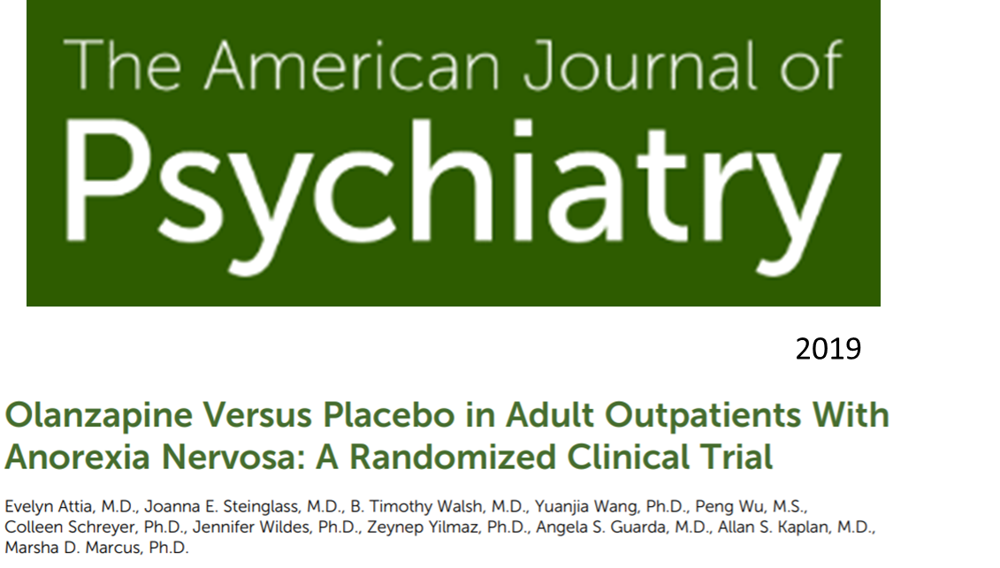 The American Journal of
Psychiatry
2019
Olanzapine Versus Placebo in Adult Outpatients With
Anorexia Nervosa: A Randomized Clinical Trial
Evelyn Attia, M.D., Joanna E. Steinglass, M.D., B. Timothy Walsh, M.D., Yuanjia Wang, Ph.D., Peng Wu, M.S.,
Colleen Schreyer, Ph.D., Jennifer Wildes, Ph.D., Zeynep Yilmaz, Ph.D., Angela S. Guarda, M.D., Allan S. Kaplan, M.D.,
Marsha D. Marcus, Ph.D.